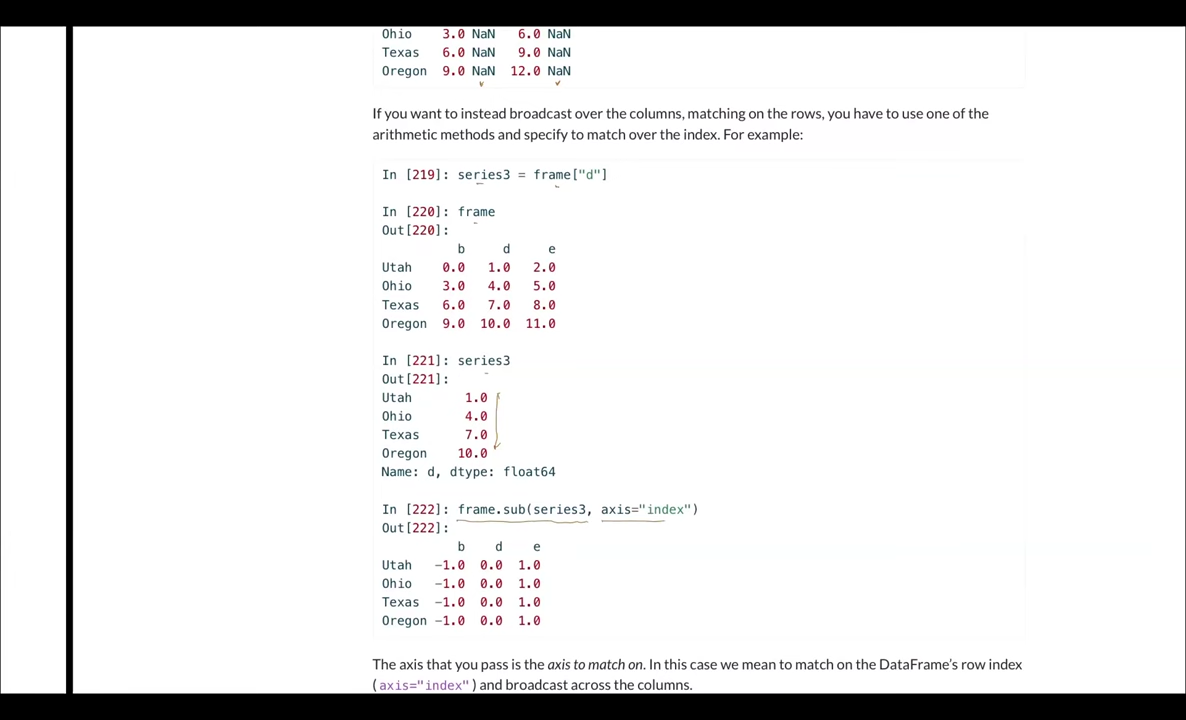 Ohio    3.0 NaN   6.0 NaN
Texas   6.0 NaN   9.0 NaN
Oregon  9.0 NaN  12.0 NaN
If you want to instead broadcast over the columns, matching on the rows, you have to use one of the
arithmetic methods and specify to match over the index. For example:
In [219]: series3 = frame["d"]
In [220]: frame
Out[220]:
          b     d     e
Utah    0.0   1.0   2.0
Ohio    3.0   4.0   5.0
Texas   6.0   7.0   8.0
Oregon  9.0  10.0  11.0
In [221]: series3
Out[221]:
Utah       1.0
Ohio       4.0
Texas      7.0
Oregon    10.0
Name: d, dtype: float64
In [222]: frame.sub(series3, axis="index")
Out[222]:
          b    d    e
Utah   -1.0  0.0  1.0
Ohio   -1.0  0.0  1.0
Texas  -1.0  0.0  1.0
Oregon -1.0  0.0  1.0
The axis that you pass is the axis to match on. In this case we mean to match on the DataFrame's row index
(axis="index") and broadcast across the columns.